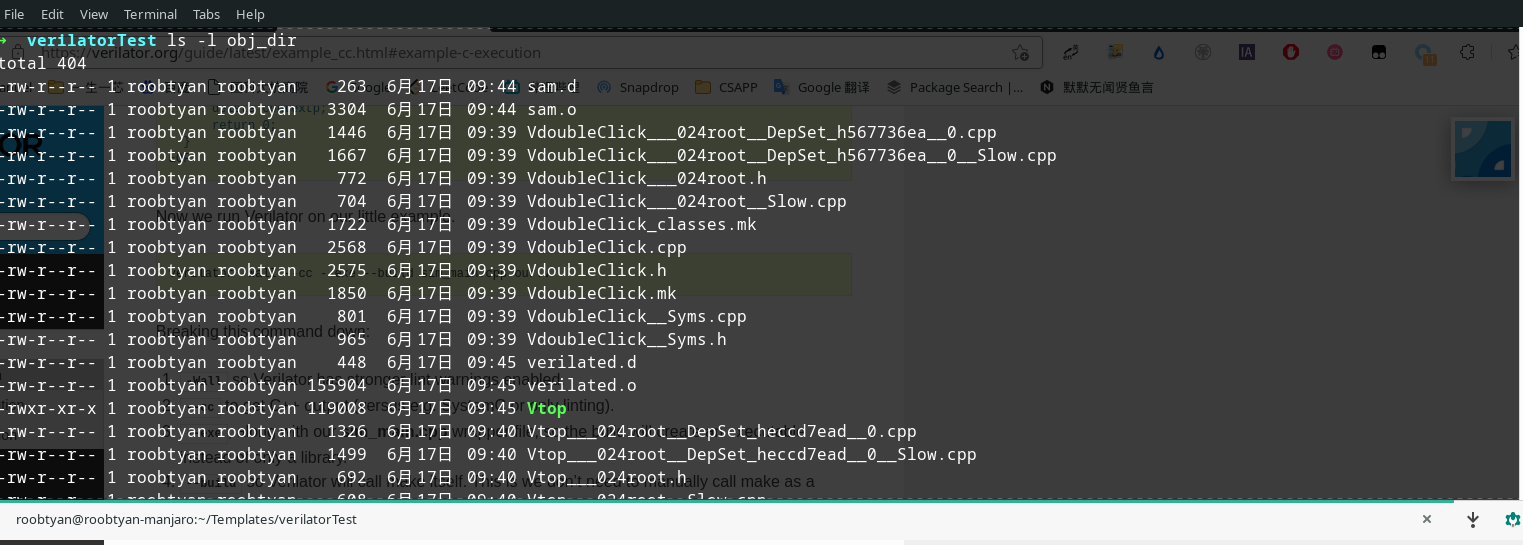 File Edit View Terminal Tabs Help
→ verilatorTest ls -l obj_dir
https://verilator.org/guide/latest/example_cc.html#example-c-execution
total 404
-rw-r--r-- 1 roobtyan roobtyan 263 6月 17日 09:44 sam.d
Snapdrop CSAPP Google 翻译 Package Search |... 默默无闻贤鱼言
-rw-r--r-- 1 roobtyan roobtyan 3304 6月 17日 09:44 sam.o
-rw-r--r-- 1 roobtyan roobtyan 1446 6月 17日 09:39 VdoubleClick___024root__DepSet_h567736ea__0.cpp
-rw-r--r-- 1 roobtyan roobtyan 1667 6月 17日 09:39 VdoubleClick___024root__DepSet_h567736ea__0__Slow.cpp
-rw-r--r-- 1 roobtyan roobtyan 772 6月 17日 09:39 VdoubleClick___024root.h
-rw-r--r-- 1 roobtyan roobtyan 704 6月 17日 09:39 VdoubleClick___024root__Slow.cpp
Now we run Verilator on our little example.
-rw-r--r-- 1 roobtyan roobtyan 1722 6月 17日 09:39 VdoubleClick_classes.mk
-rw-r--r-- 1 roobtyan roobtyan 2568 6月 17日 09:39 VdoubleClick.cpp
-rw-r--r-- 1 roobtyan roobtyan 2575 6月 17日 09:39 VdoubleClick.h
-rw-r--r-- 1 roobtyan roobtyan 1850 6月 17日 09:39 VdoubleClick.mk
-rw-r--r-- 1 roobtyan roobtyan 801 6月 17日 09:39 VdoubleClick__Syms.cpp
Breaking this command down:
-rw-r--r-- 1 roobtyan roobtyan 965 6月 17日 09:39 VdoubleClick__Syms.h
-rw-r--r-- 1 roobtyan roobtyan 448 6月 17日 09:45 verilated.d
-rw-r--r-- 1 roobtyan roobtyan 155904 6月 17日 09:45 verilated.o
-rwxr-xr-x 1 roobtyan roobtyan 119008 6月 17日 09:45 Vtop
-rw-r--r-- 1 roobtyan roobtyan 1326 6月 17日 09:40 Vtop___024root__DepSet_heccd7ead__0.cpp
-rw-r--r-- 1 roobtyan roobtyan 1499 6月 17日 09:40 Vtop___024root__DepSet_heccd7ead__0__Slow.cpp
-rw-r--r-- 1 roobtyan roobtyan 692 6月 17日 09:40 Vtop___024root.h
-rw-r--r-- 1 roobtyan roobtyan 608 6月 17日 09:40 Vtop___024root__Slow.cpp
roobtyan@roobtyan-manjaro:~/Templates/verilatorTest